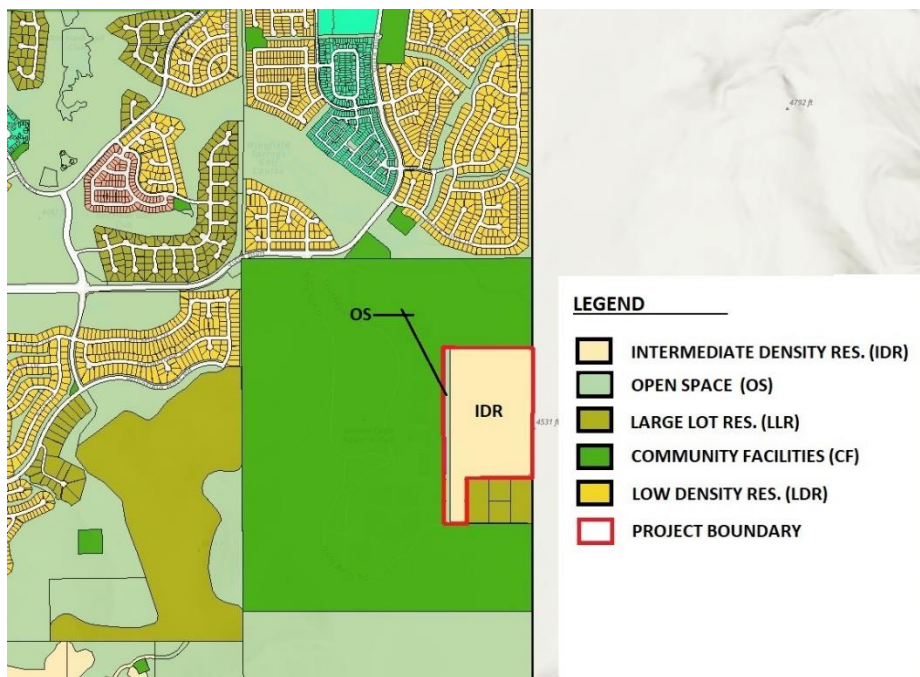 4792 ft
OS
IDR
4531 ft
LEGEND
INTERMEDIATE DENSITY RES. (IDR)
OPEN SPACE (OS)
LARGE LOT RES. (LLR)
COMMUNITY FACILITIES (CF)
LOW DENSITY RES. (LDR)
PROJECT BOUNDARY